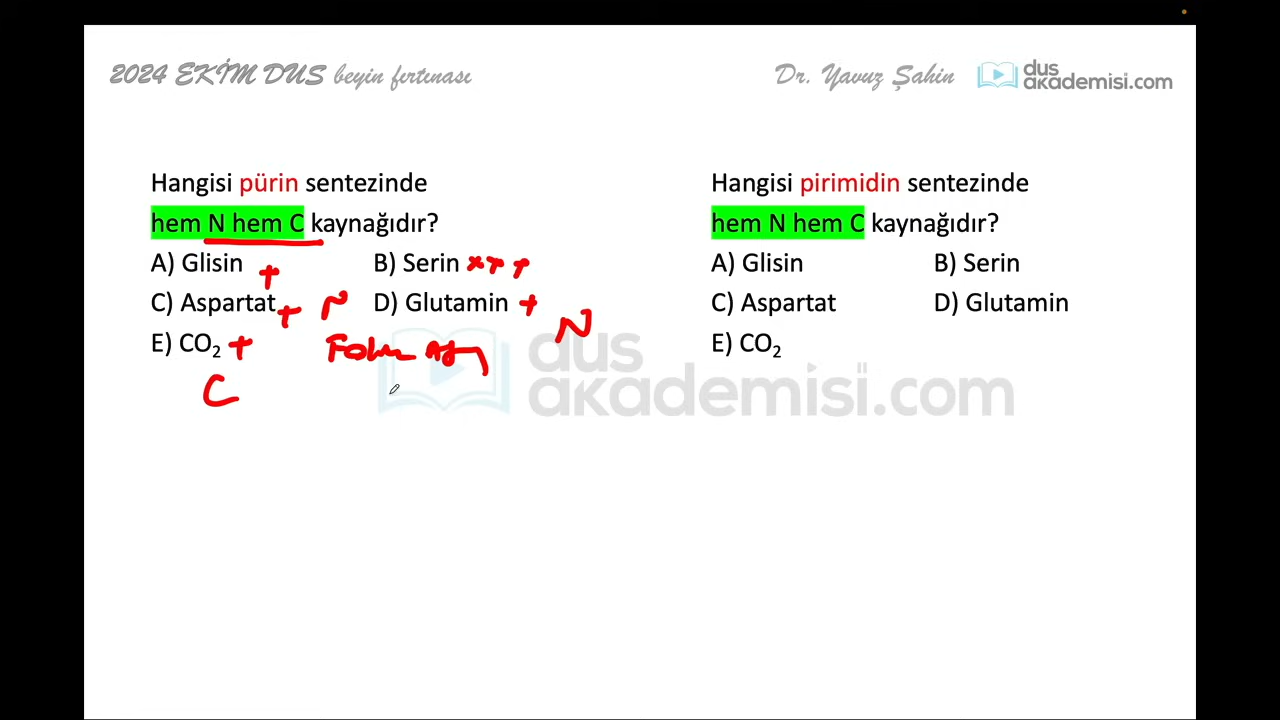 2024 EKİM DUS beyin fırtınası
Dr. Yavuz Şahin
dus
akademisi.com
Hangisi pürin sentezinde
hem N hem C kaynağıdır?
A) Glisin +
B) Serin +++
C) Aspartat + N
D) Glutamin + N
E) CO₂ +
C
Hangisi pirimidin sentezinde
hem N hem C kaynağıdır?
A) Glisin
B) Serin
C) Aspartat
D) Glutamin
E) CO₂
dus
akademisi.com